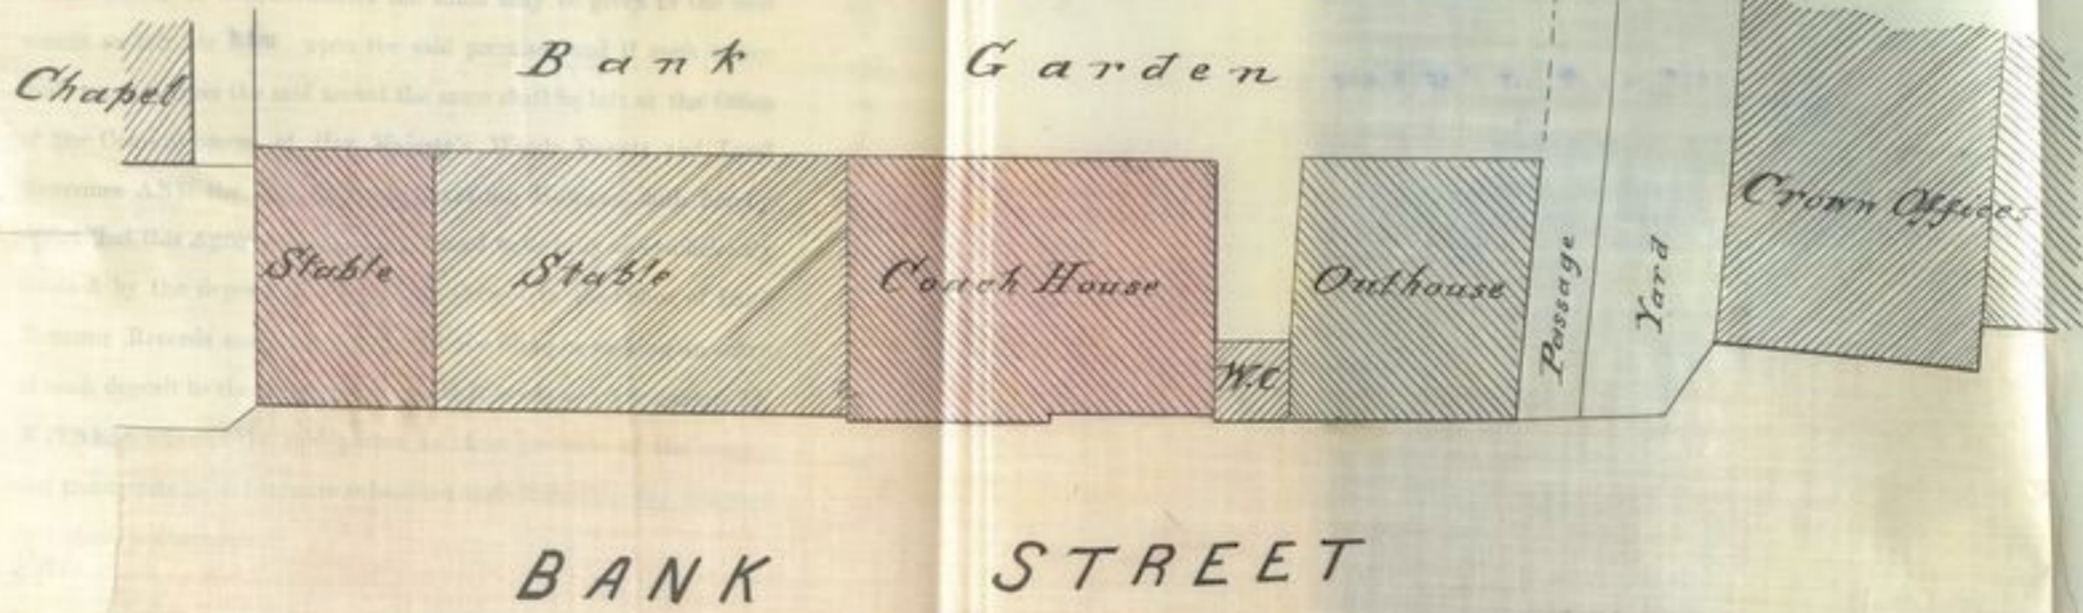 Chapel
Bank Garden
Stable
Stable
Coach House
W.C
Outhouse
Passage
Yard
Crown Offices
BANK STREET